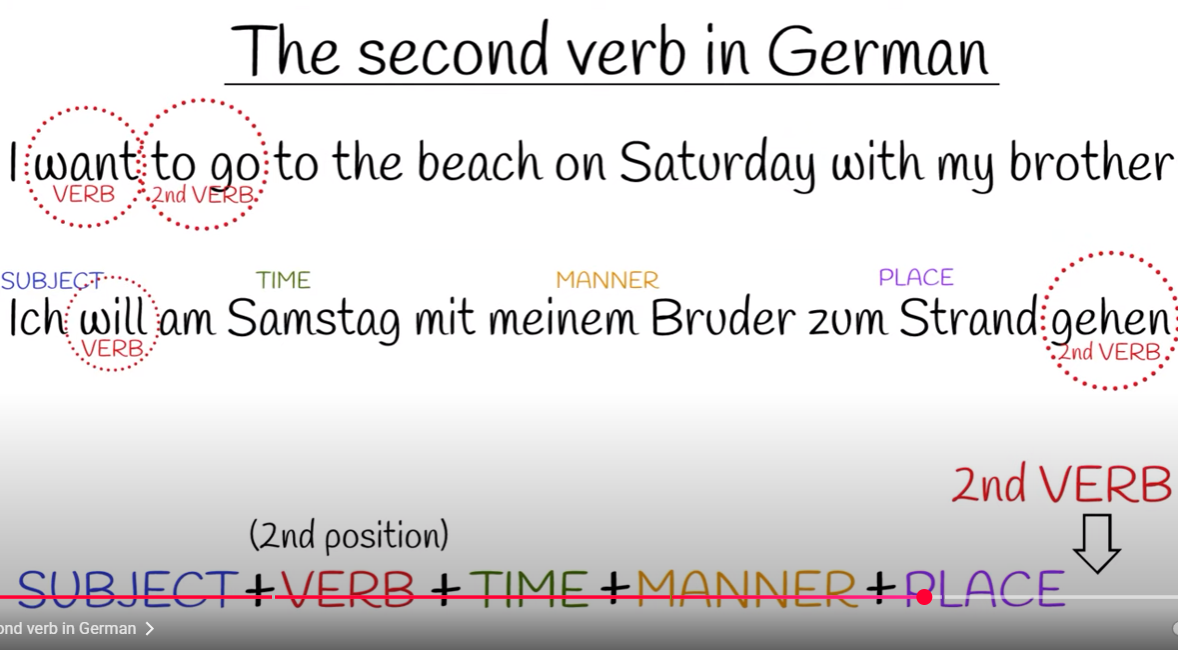 The second verb in German
I want to go to the beach on Saturday with my brother
VERB 2nd VERB
SUBJECT TIME MANNER PLACE
Ich will am Samstag mit meinem Bruder zum Strand gehen
VERB 2nd VERB
2nd VERB
(2nd position)
SUBJECT + VERB + TIME + MANNER + PLACE
verb in German